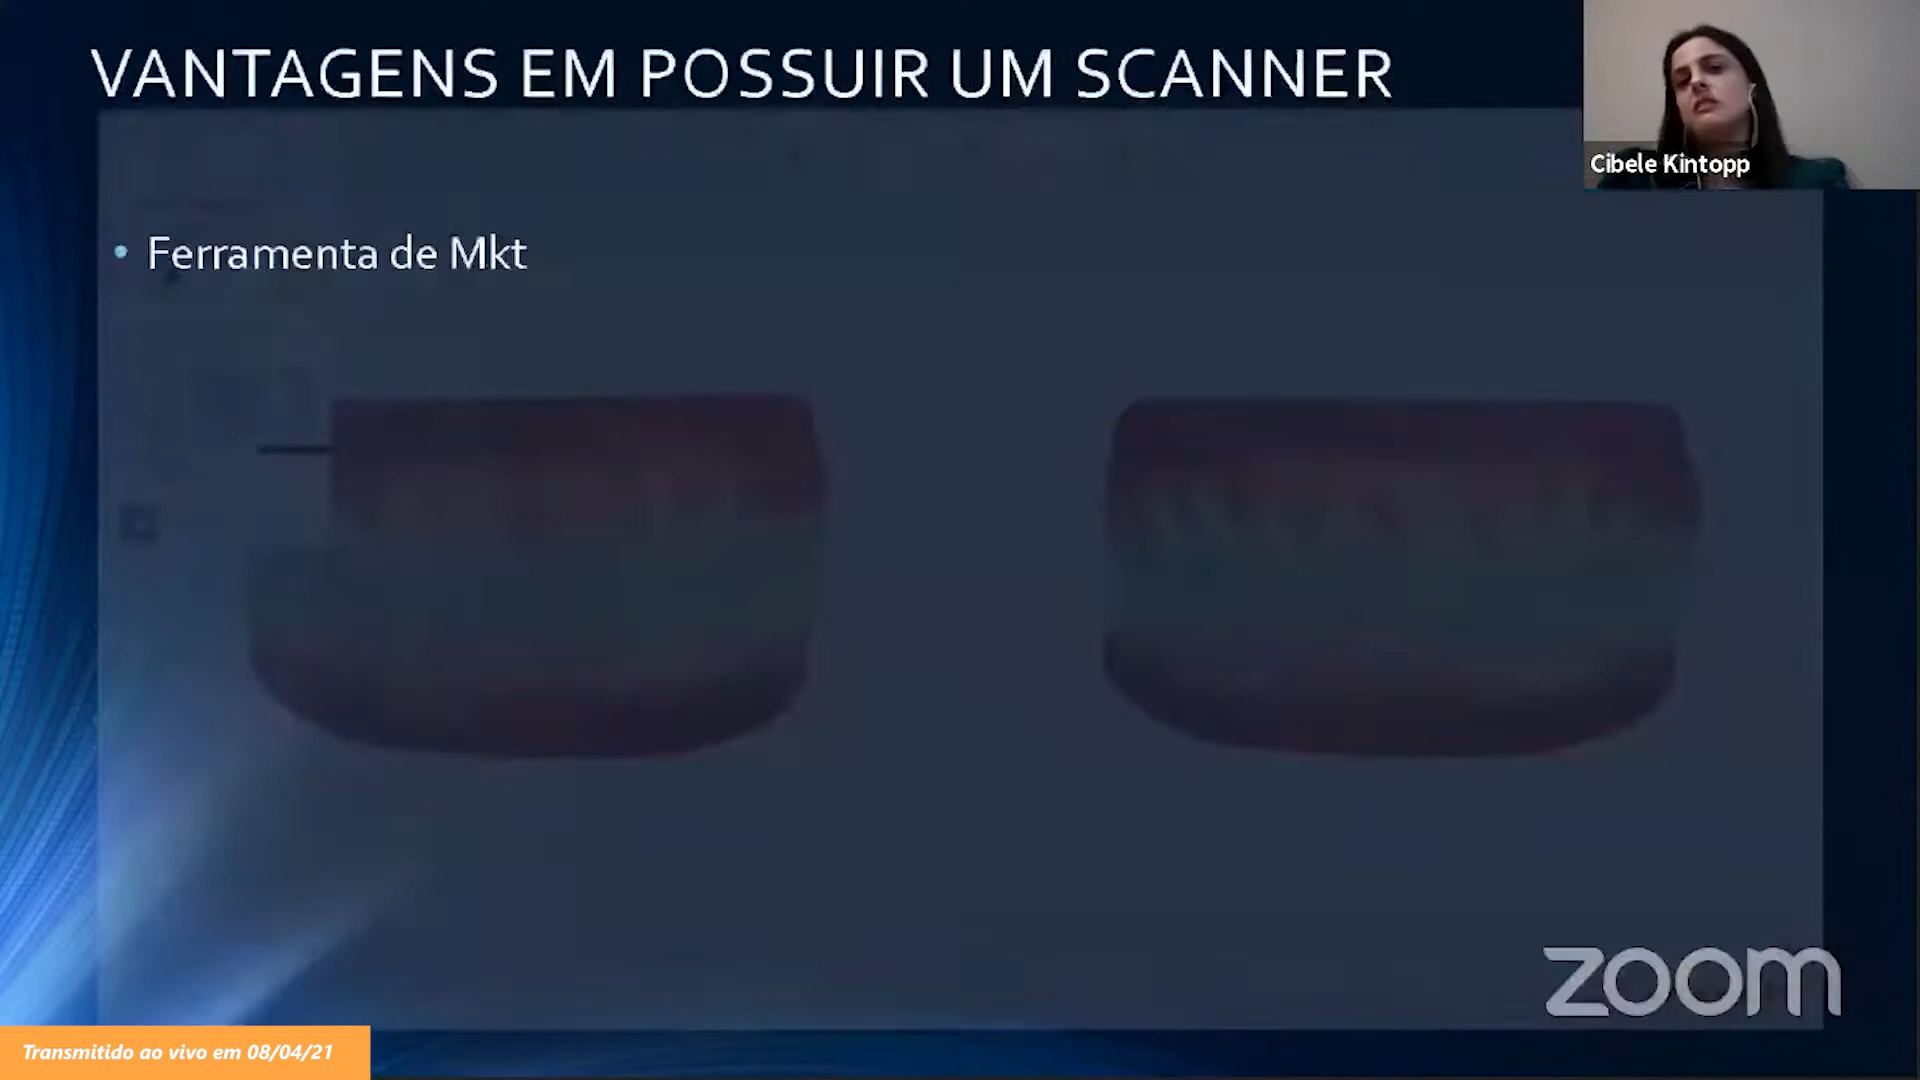 VANTAGENS EM POSSUIR UM SCANNER
Cibele Kintopp
• Ferramenta de Mkt
zoom
Transmitido ao vivo em 08/04/21